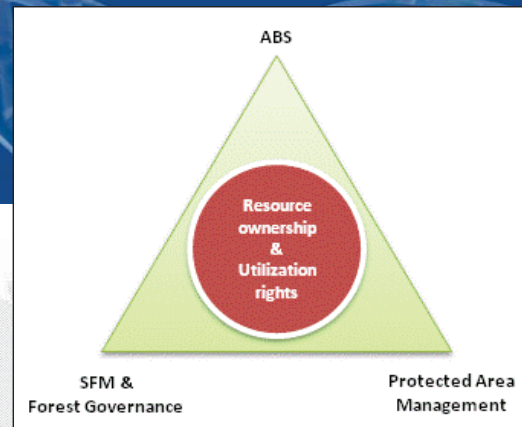 ABS
Resource
ownership
&
Utilization
rights
SFM &
Forest Governance
Protected Area
Management